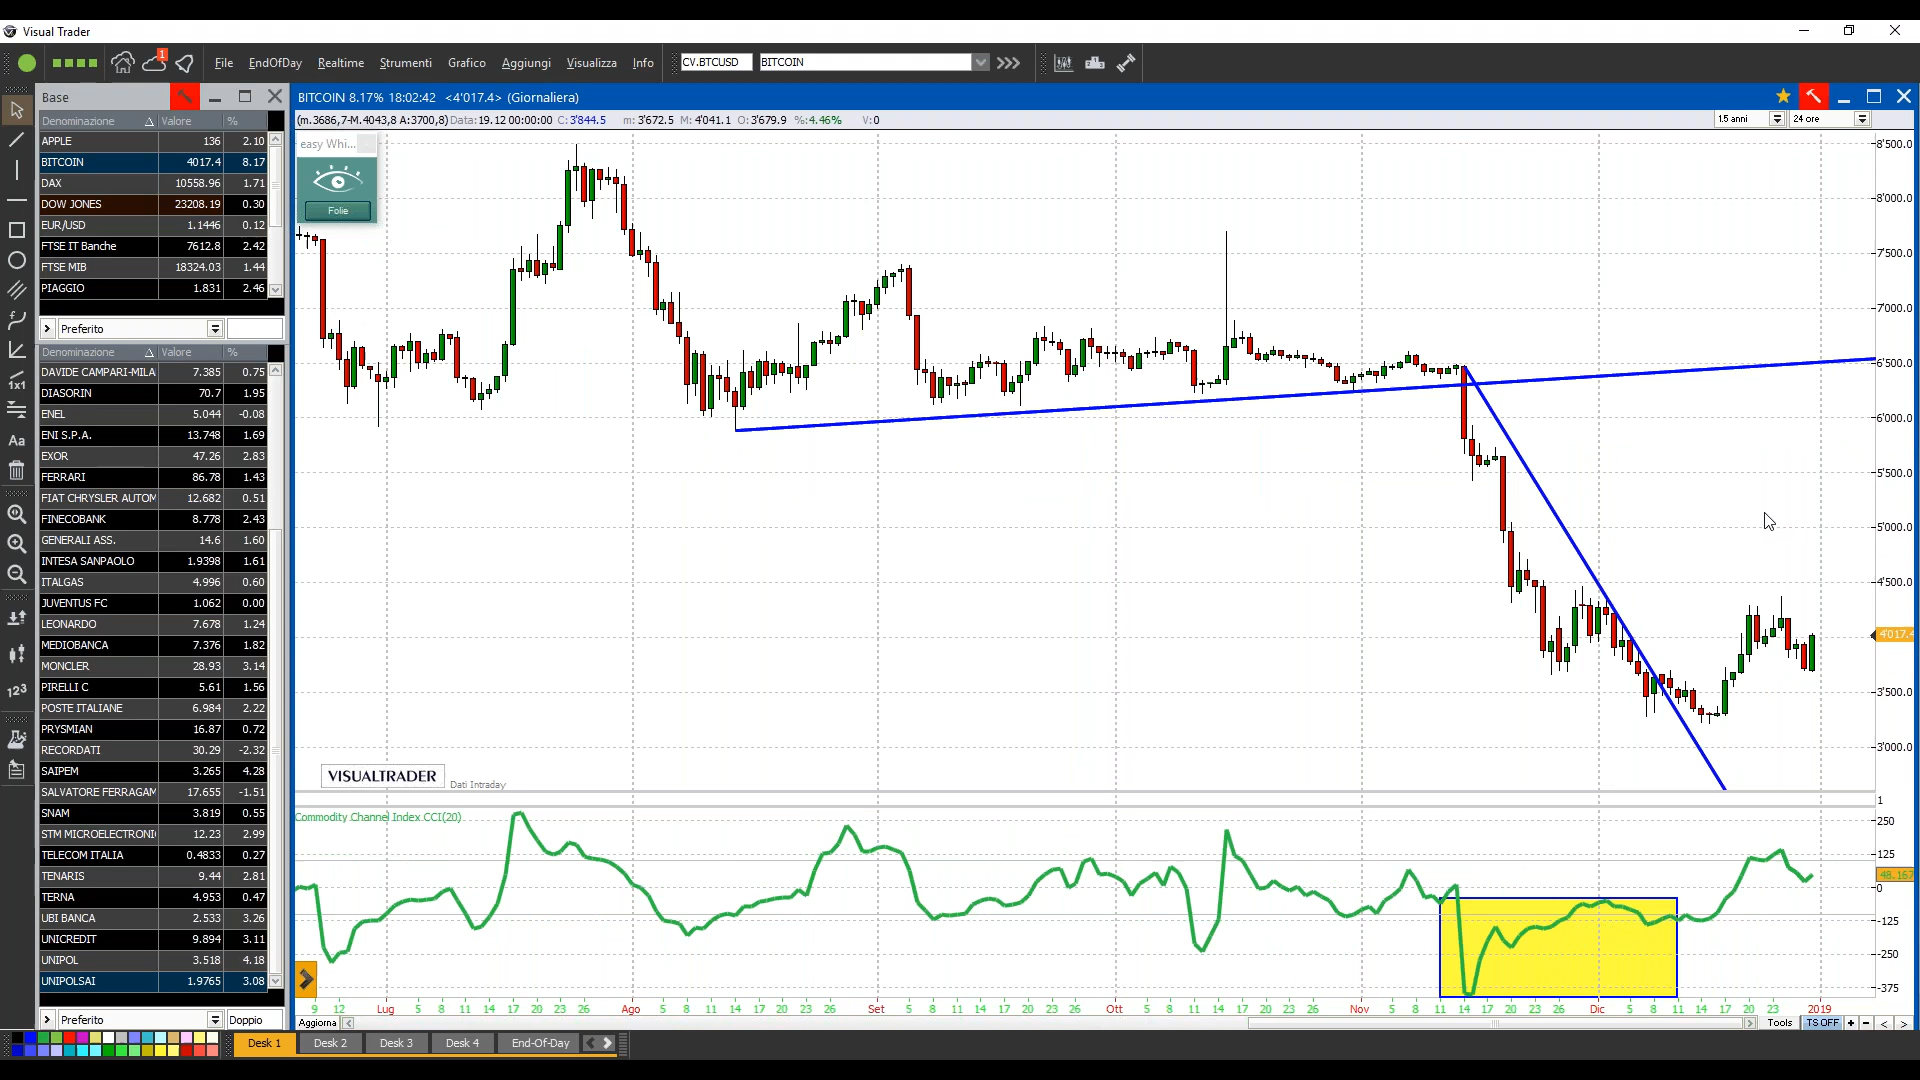 Visual Trader
1
File EndOfDay Realtime Strumenti Grafico Aggiungi Visualizza Info
CV.BTCUSD BITCOIN
Base
Denominazione Valore %
APPLE 136 2.10
BITCOIN 4017.4 8.17
DAX 10558.96 1.71
DOW JONES 23208.19 0.30
EUR/USD 1.1446 0.12
FTSE IT Banche 7612.8 2.42
FTSE MIB 18324.03 1.44
PIAGGIO 1.831 2.46
Preferito
Denominazione Valore %
DAVIDE CAMPARI-MILA 7.385 0.75
DIASORIN 70.7 1.95
ENEL 5.044 -0.08
ENI S.P.A. 13.748 1.69
EXOR 47.26 2.83
FERRARI 86.78 1.43
FIAT CHRYSLER AUTOM 12.682 0.51
FINECOBANK 8.778 2.43
GENERALI ASS. 14.6 1.60
INTESA SANPAOLO 1.9398 1.61
ITALGAS 4.996 0.60
JUVENTUS FC 1.062 0.00
LEONARDO 7.678 1.24
MEDIOBANCA 7.376 1.82
MONCLER 28.93 3.14
PIRELLI C 5.61 1.56
POSTE ITALIANE 6.984 2.22
PRYSMIAN 16.87 0.72
RECORDATI 30.29 -2.32
SAIPEM 3.265 4.28
SALVATORE FERRAGAM 17.655 -1.51
SNAM 3.819 0.55
STM MICROELECTRONI 12.23 2.99
TELECOM ITALIA 0.4833 0.27
TENARIS 9.44 2.81
TERNA 4.953 0.47
UBI BANCA 2.533 3.26
UNICREDIT 9.894 3.11
UNIPOL 3.518 4.18
UNIPOLSAI 1.9765 3.08
Preferito Doppio
1x1
Aa
123
BITCOIN 8.17% 18:02:42 <4'017.4> (Giornaliera)
(m.3686,7-M.4043,8 A:3700,8) Data: 19.12 00:00:00 C: 3'844.5 m: 3'672.5 M: 4'041.1 O: 3'679.9 %:4.46% V:0
1.5 anni 24 ore
easy Whi...
Folie
8'500.0
8'000.0
7'500.0
7'000.0
6'500.0
6'000.0
5'500.0
5'000.0
4'500.0
4'017.4
3'500.0
3'000.0
VISUALTRADER Dati Intraday
1
Commodity Channel Index CCI(20)
250
125
48.167
0
-125
-250
-375
9 12 Lug 5 8 11 14 17 20 23 26 Ago 5 8 11 14 17 20 23 26 Set 5 8 11 14 17 20 23 26 Ott 5 8 11 14 17 20 23 26 Nov 5 8 11 14 17 20 23 26 Dic 5 8 11 14 17 20 23 2019
Aggiorna < > Tools TS OFF + - < >
Desk 1 Desk 2 Desk 3 Desk 4 End-Of-Day